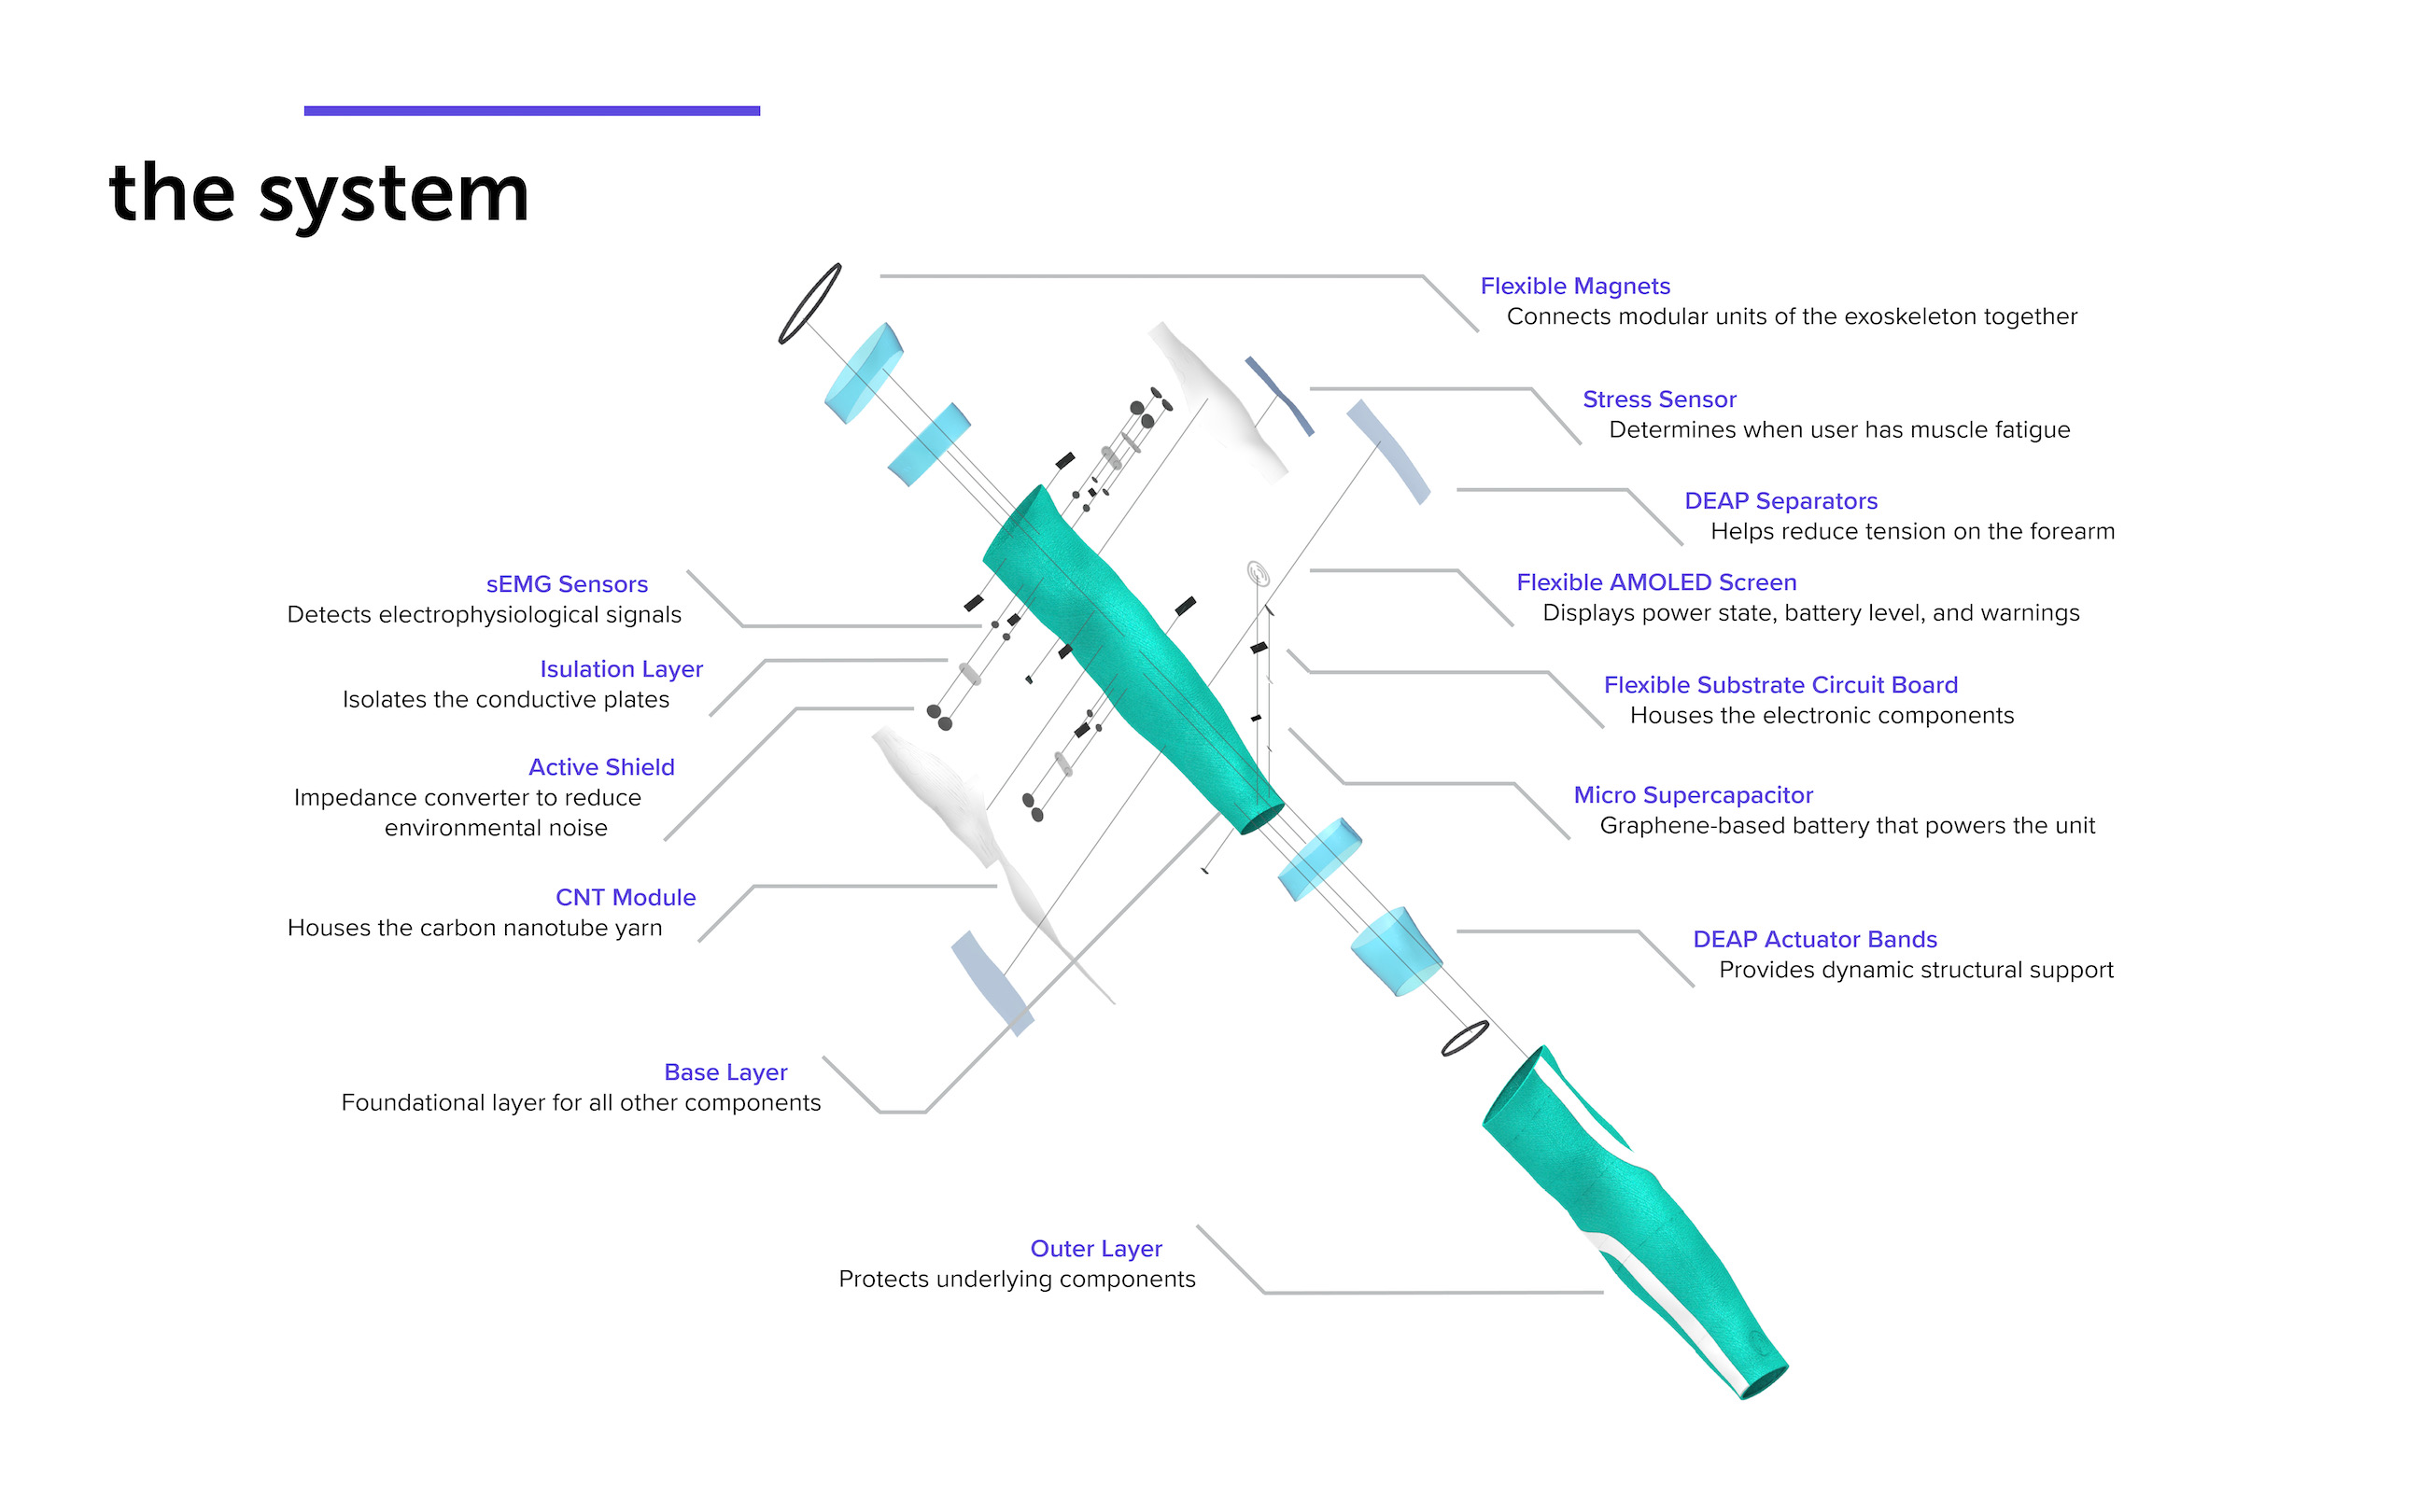 the system
Flexible Magnets
Connects modular units of the exoskeleton together
Stress Sensor
Determines when user has muscle fatigue
DEAP Separators
Helps reduce tension on the forearm
Flexible AMOLED Screen
Displays power state, battery level, and warnings
Flexible Substrate Circuit Board
Houses the electronic components
Micro Supercapacitor
Graphene-based battery that powers the unit
DEAP Actuator Bands
Provides dynamic structural support
sEMG Sensors
Detects electrophysiological signals
Isulation Layer
Isolates the conductive plates
Active Shield
Impedance converter to reduce
environmental noise
CNT Module
Houses the carbon nanotube yarn
Base Layer
Foundational layer for all other components
Outer Layer
Protects underlying components